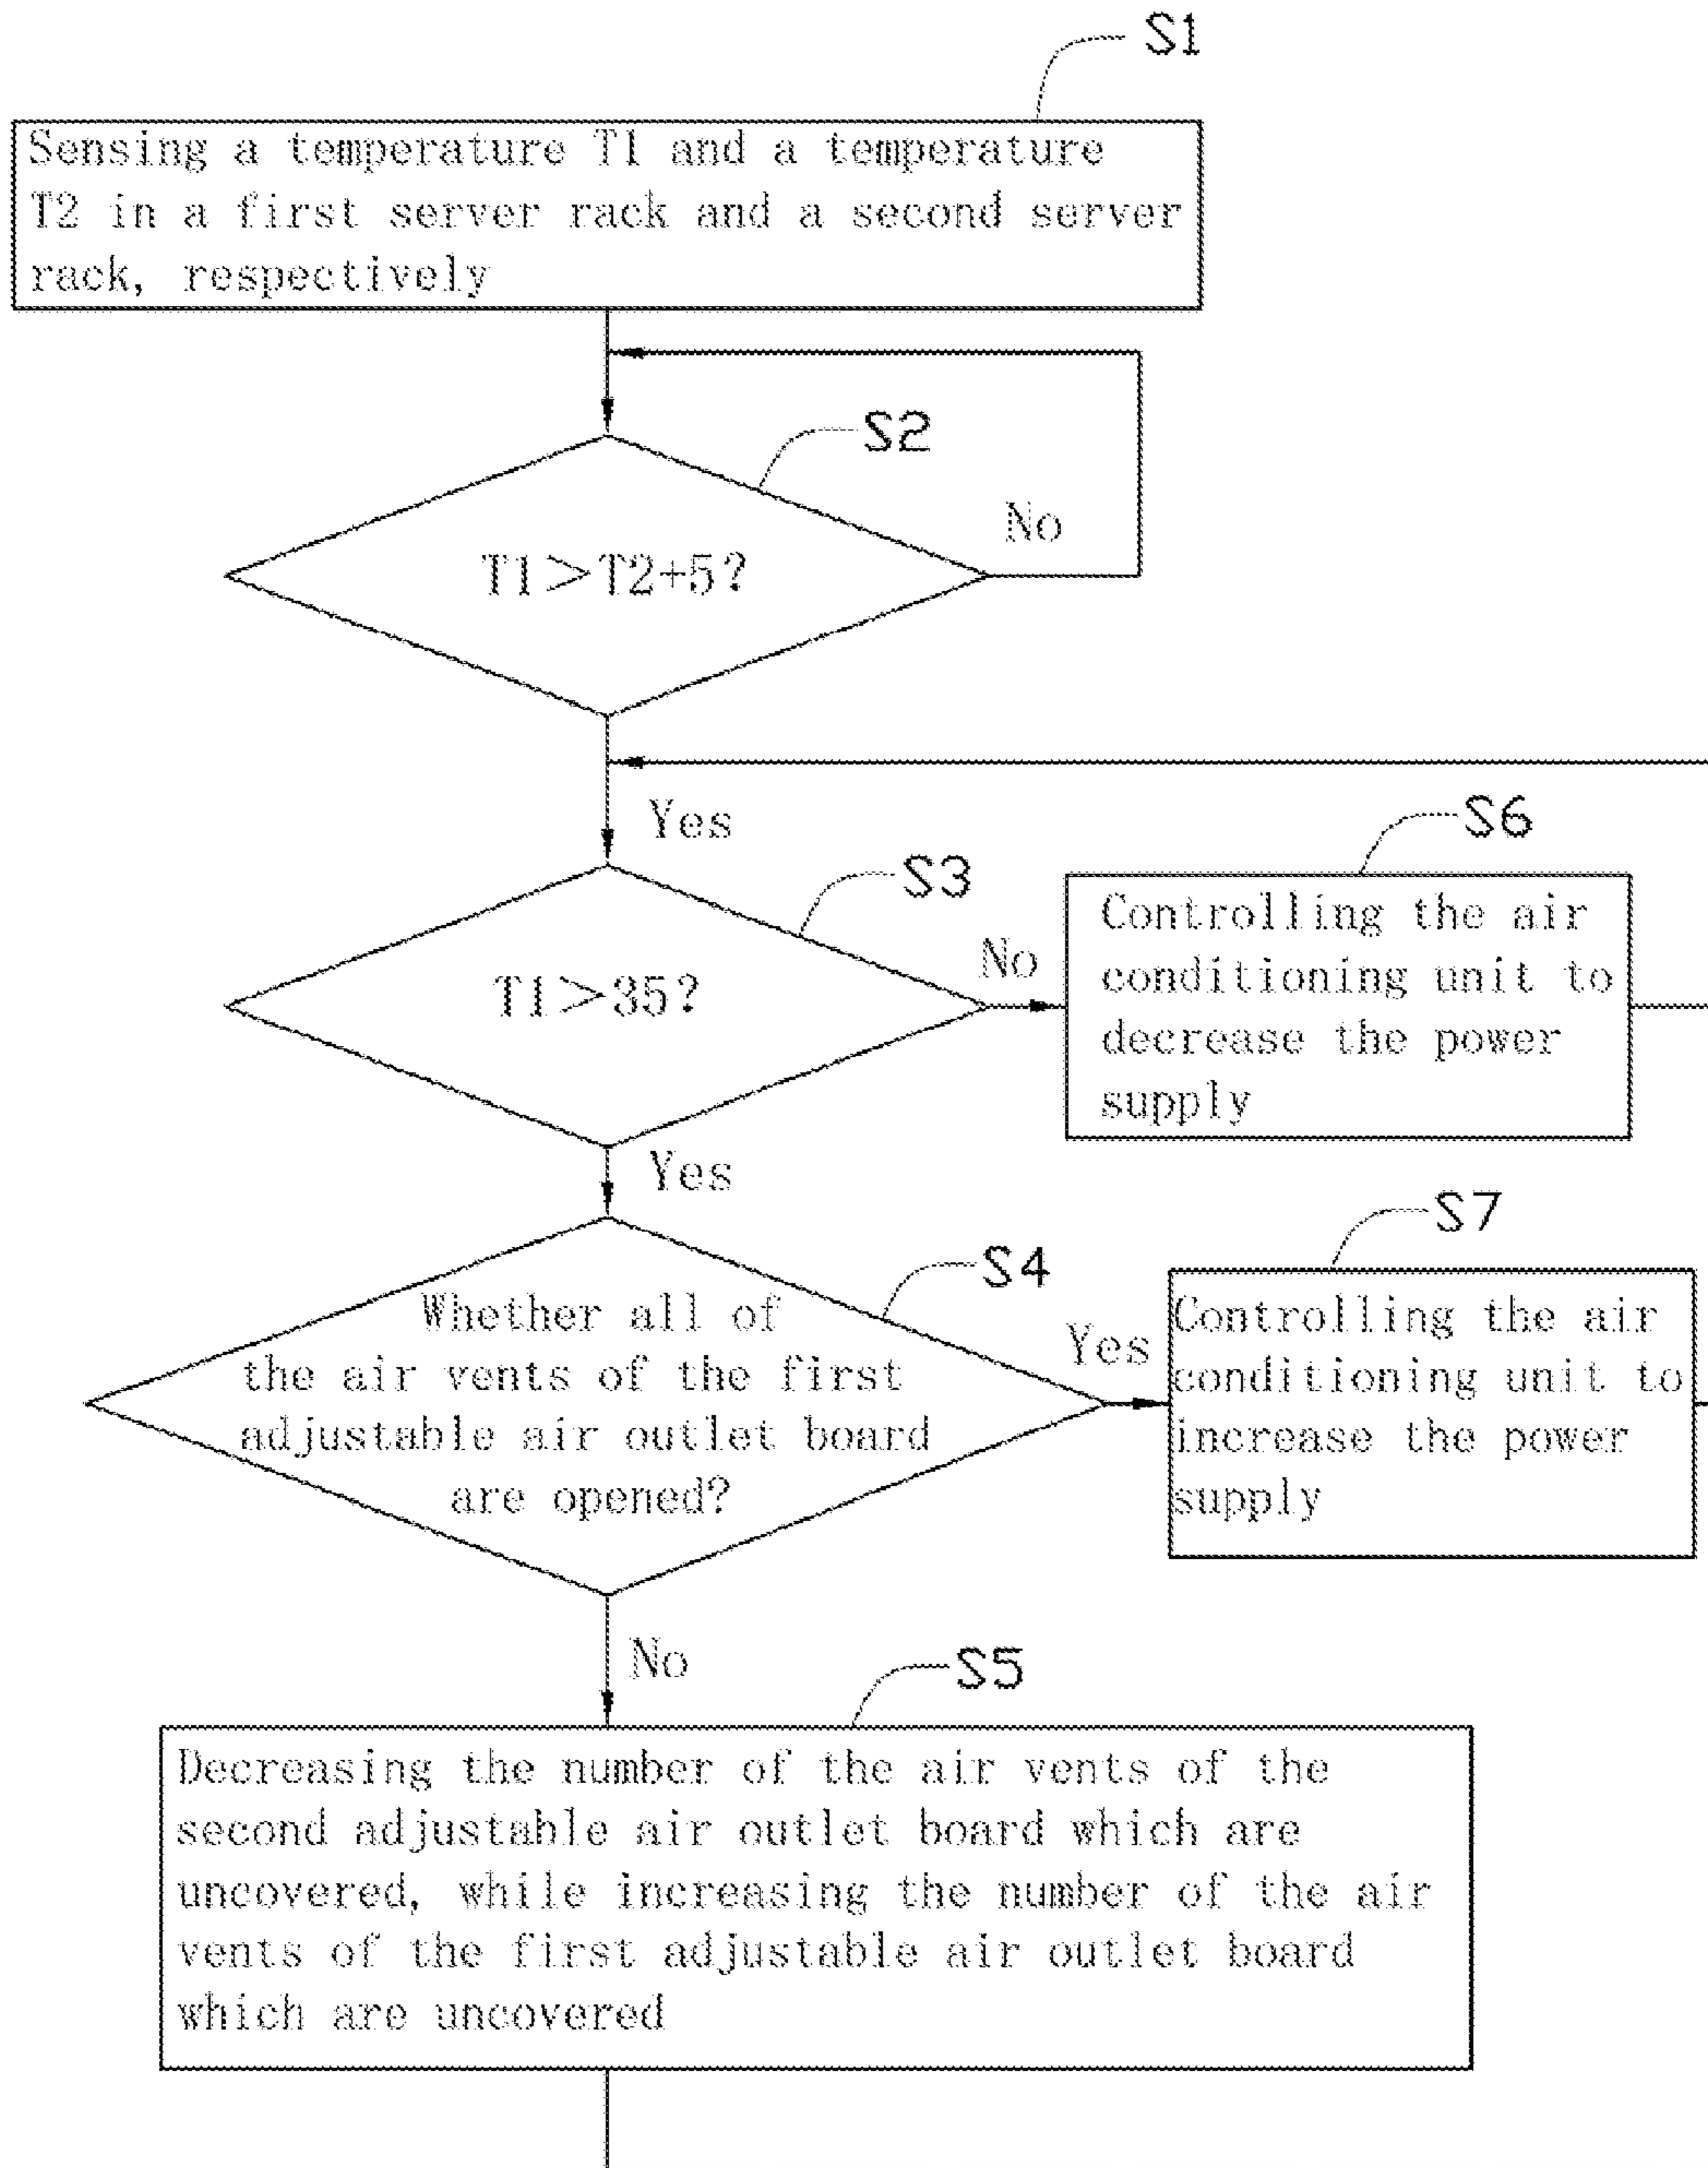 S1
Sensing a temperature T1 and a temperature
T2 in a first server rack and a second server
rack, respectively
S2
No
T1>T2+5?
Yes
S6
S3
Controlling the air
conditioning unit to
decrease the power
supply
No
T1>35?
Yes
S7
S4
Whether all of
the air vents of the first
adjustable air outlet board
are opened?
Yes
Controlling the air
conditioning unit to
increase the power
supply
No
S5
Decreasing the number of the air vents of the
second adjustable air outlet board which are
uncovered, while increasing the number of the air
vents of the first adjustable air outlet board
which are uncovered